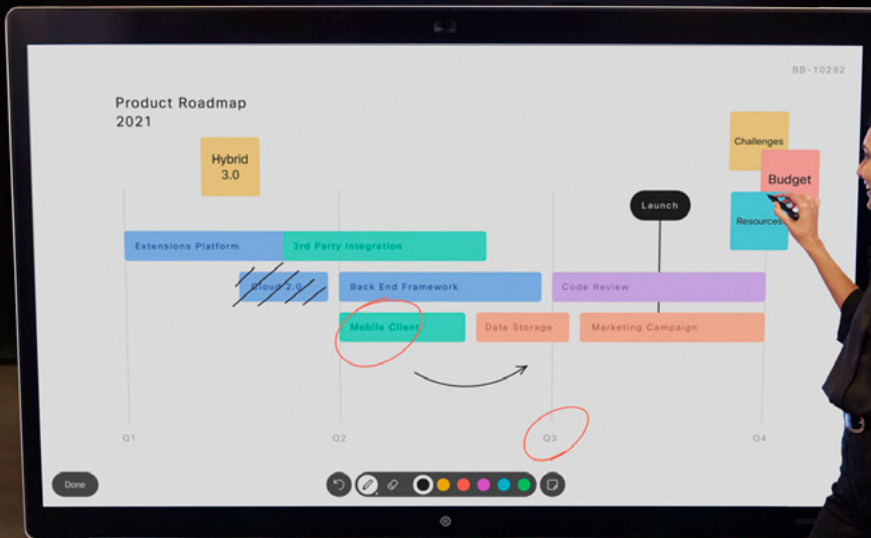 BB-10292
Product Roadmap
2021
Hybrid
3.0
Challenges
Budget
Resources
Launch
Extensions Platform
3rd Party Integration
Cloud 2.0
Back End Framework
Code Review
Mobile Client
Data Storage
Marketing Campaign
Q1
Q2
Q3
Q4
Done